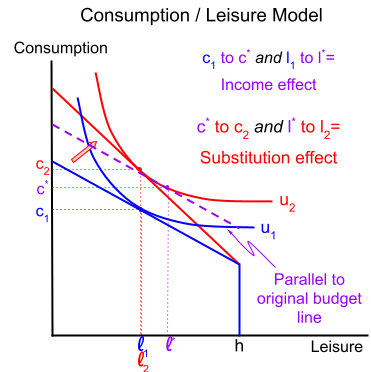 Consumption / Leisure Model
Consumption
c₁ to c* and l₁ to l*=
Income effect
c* to c₂ and l* to l₂=
Substitution effect
c₂
c*
c₁
u₂
u₁
Parallel to
original budget
line
ℓ₁ ℓ* h Leisure
ℓ₂